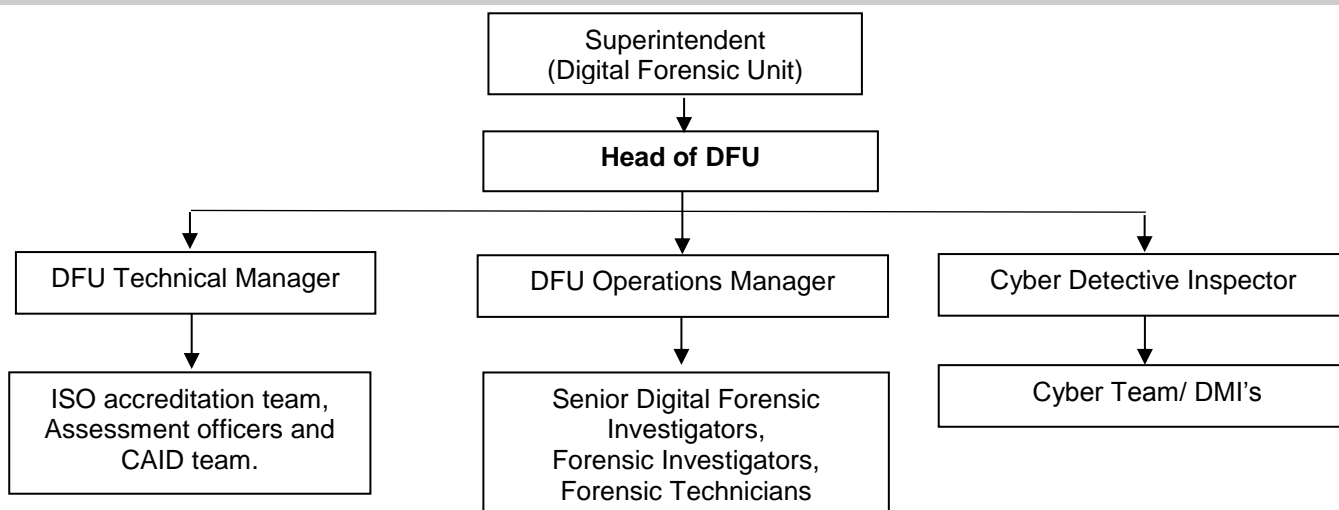 Superintendent
(Digital Forensic Unit)
Head of DFU
DFU Technical Manager
DFU Operations Manager
Cyber Detective Inspector
ISO accreditation team,
Assessment officers and
CAID team.
Senior Digital Forensic
Investigators,
Forensic Investigators,
Forensic Technicians
Cyber Team/ DMI's